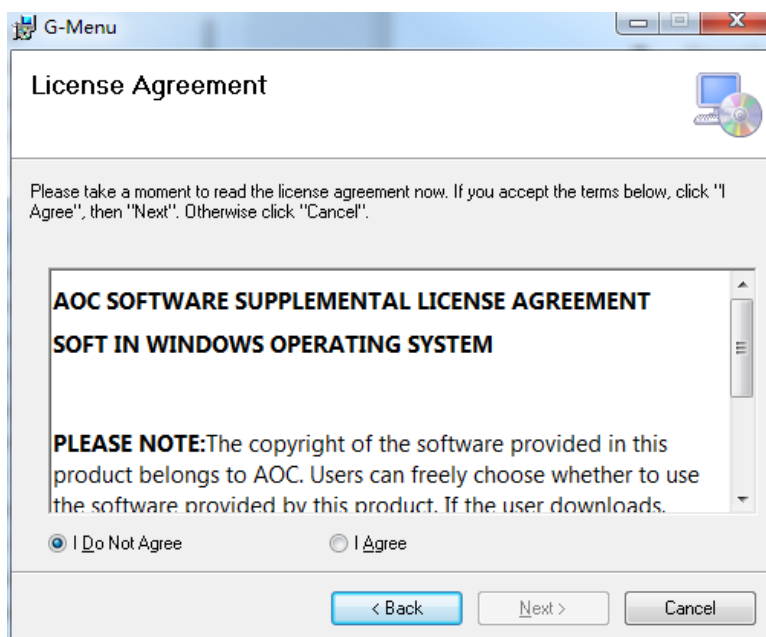 G-Menu
License Agreement
Please take a moment to read the license agreement now. If you accept the terms below, click "I
Agree", then "Next". Otherwise click "Cancel".
AOC SOFTWARE SUPPLEMENTAL LICENSE AGREEMENT
SOFT IN WINDOWS OPERATING SYSTEM
PLEASE NOTE:The copyright of the software provided in this
product belongs to AOC. Users can freely choose whether to use
the software provided by this product. If the user downloads,
I Do Not Agree
I Agree
< Back
Next >
Cancel